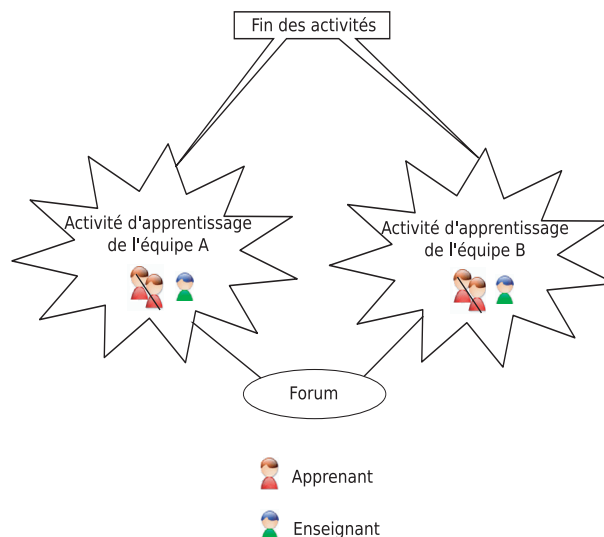 Fin des activités
Activité d'apprentissage
de l'équipe A
Activité d'apprentissage
de l'équipe B
Forum
Apprenant
Enseignant